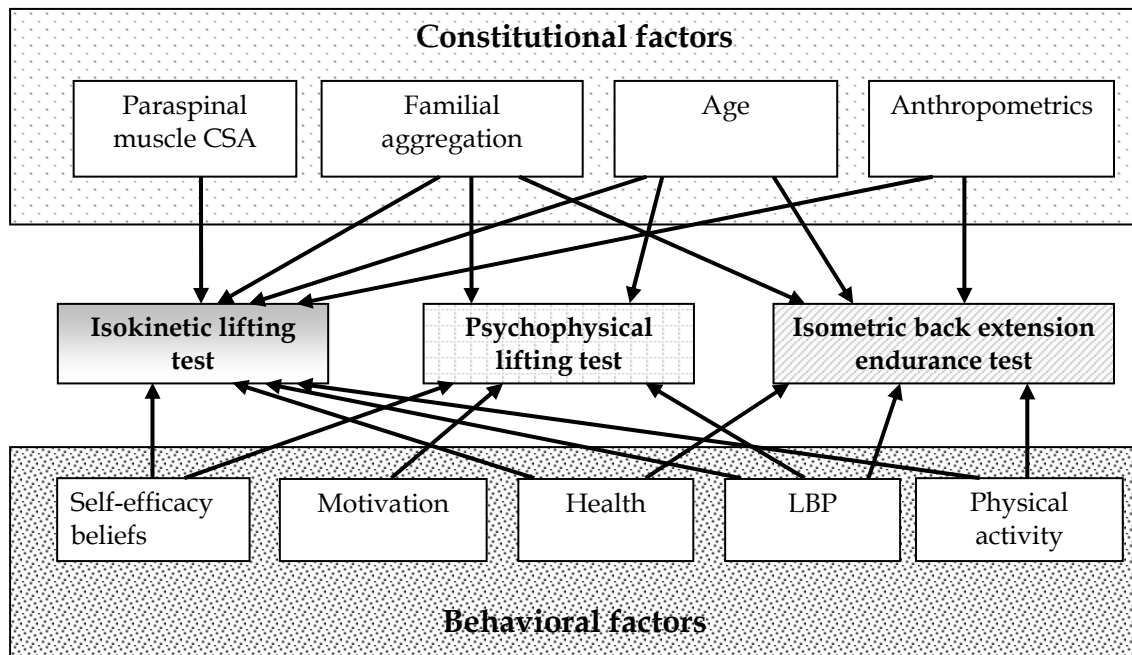 Constitutional factors
Paraspinal
muscle CSA
Familial
aggregation
Age
Anthropometrics
Isokinetic lifting
test
Psychophysical
lifting test
Isometric back extension
endurance test
Self-efficacy
beliefs
Motivation
Health
LBP
Physical
activity
Behavioral factors